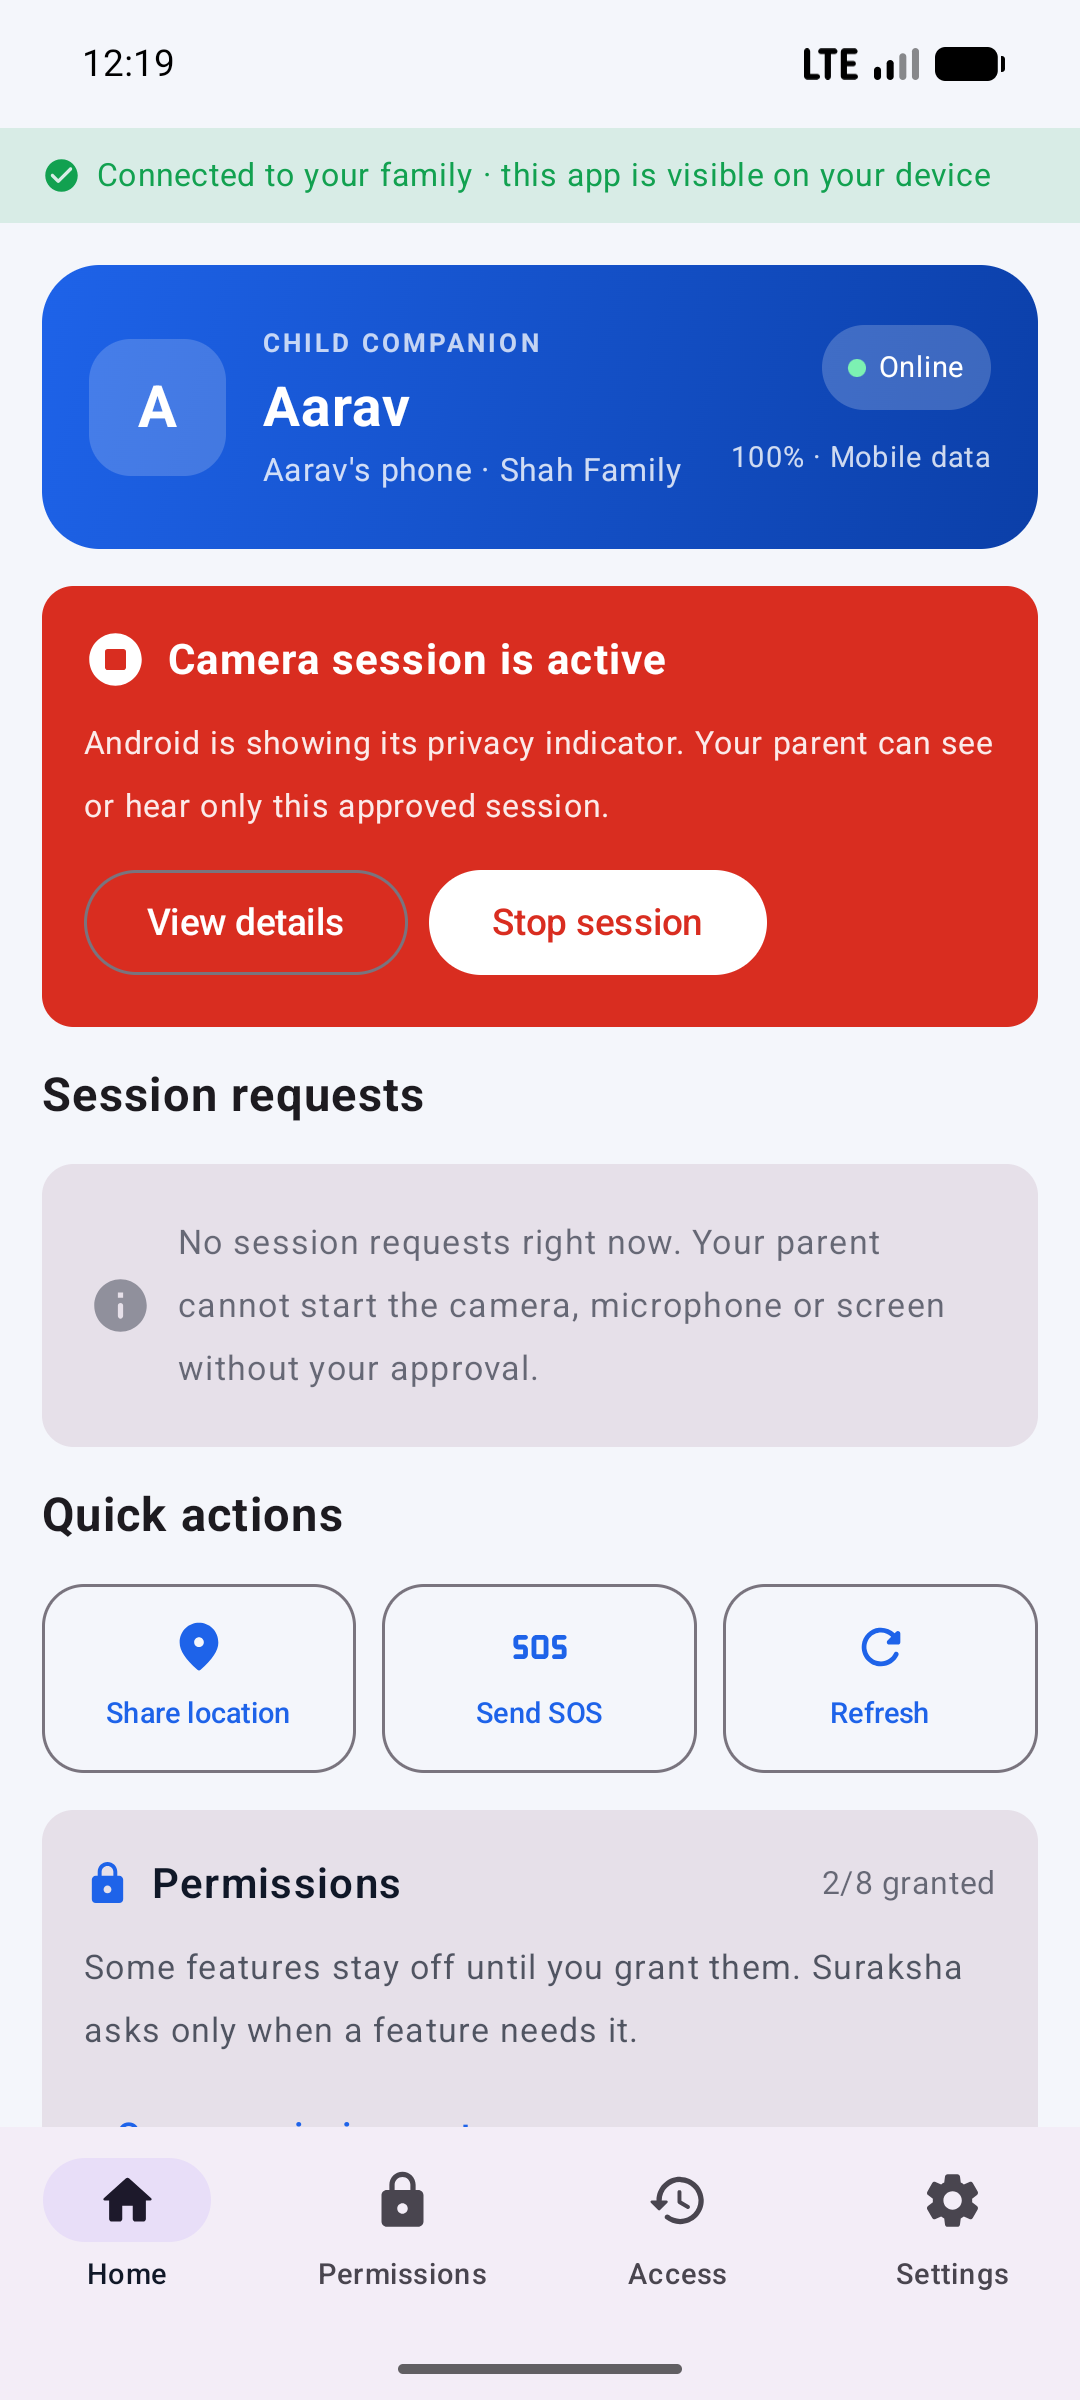 12:19
LTE
Connected to your family · this app is visible on your device
A
CHILD COMPANION
Aarav
Aarav's phone · Shah Family
Online
100% · Mobile data
Camera session is active
Android is showing its privacy indicator. Your parent can see
or hear only this approved session.
View details
Stop session
Session requests
No session requests right now. Your parent
cannot start the camera, microphone or screen
without your approval.
Quick actions
SOS
Share location
Send SOS
Refresh
Permissions
2/8 granted
Some features stay off until you grant them. Suraksha
asks only when a feature needs it.
Home
Permissions
Access
Settings